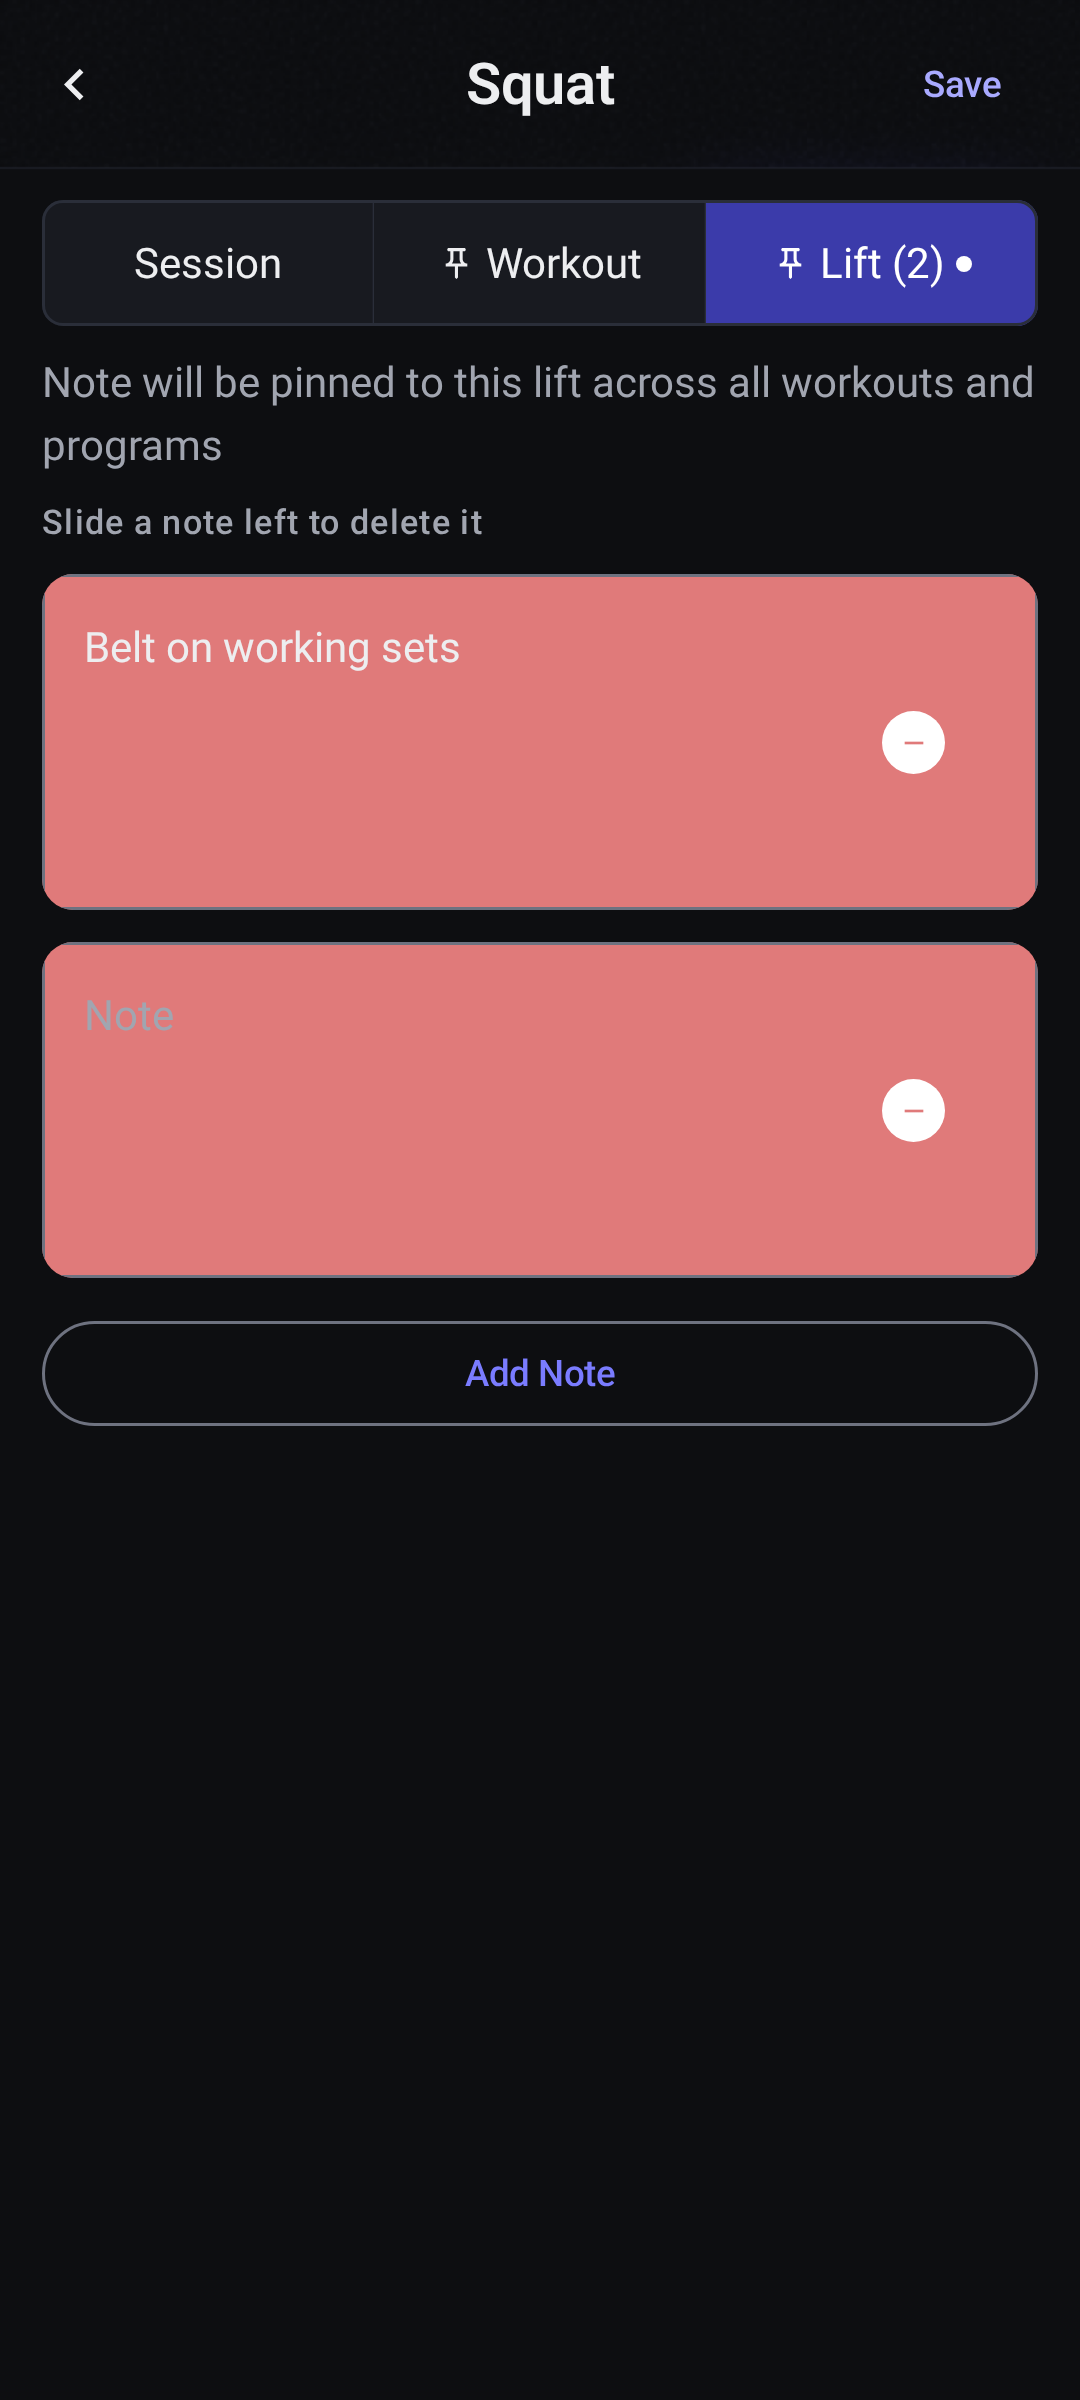 Squat
Save
Session
Workout
Lift (2)
Note will be pinned to this lift across all workouts and
programs
Slide a note left to delete it
Belt on working sets
Note
Add Note